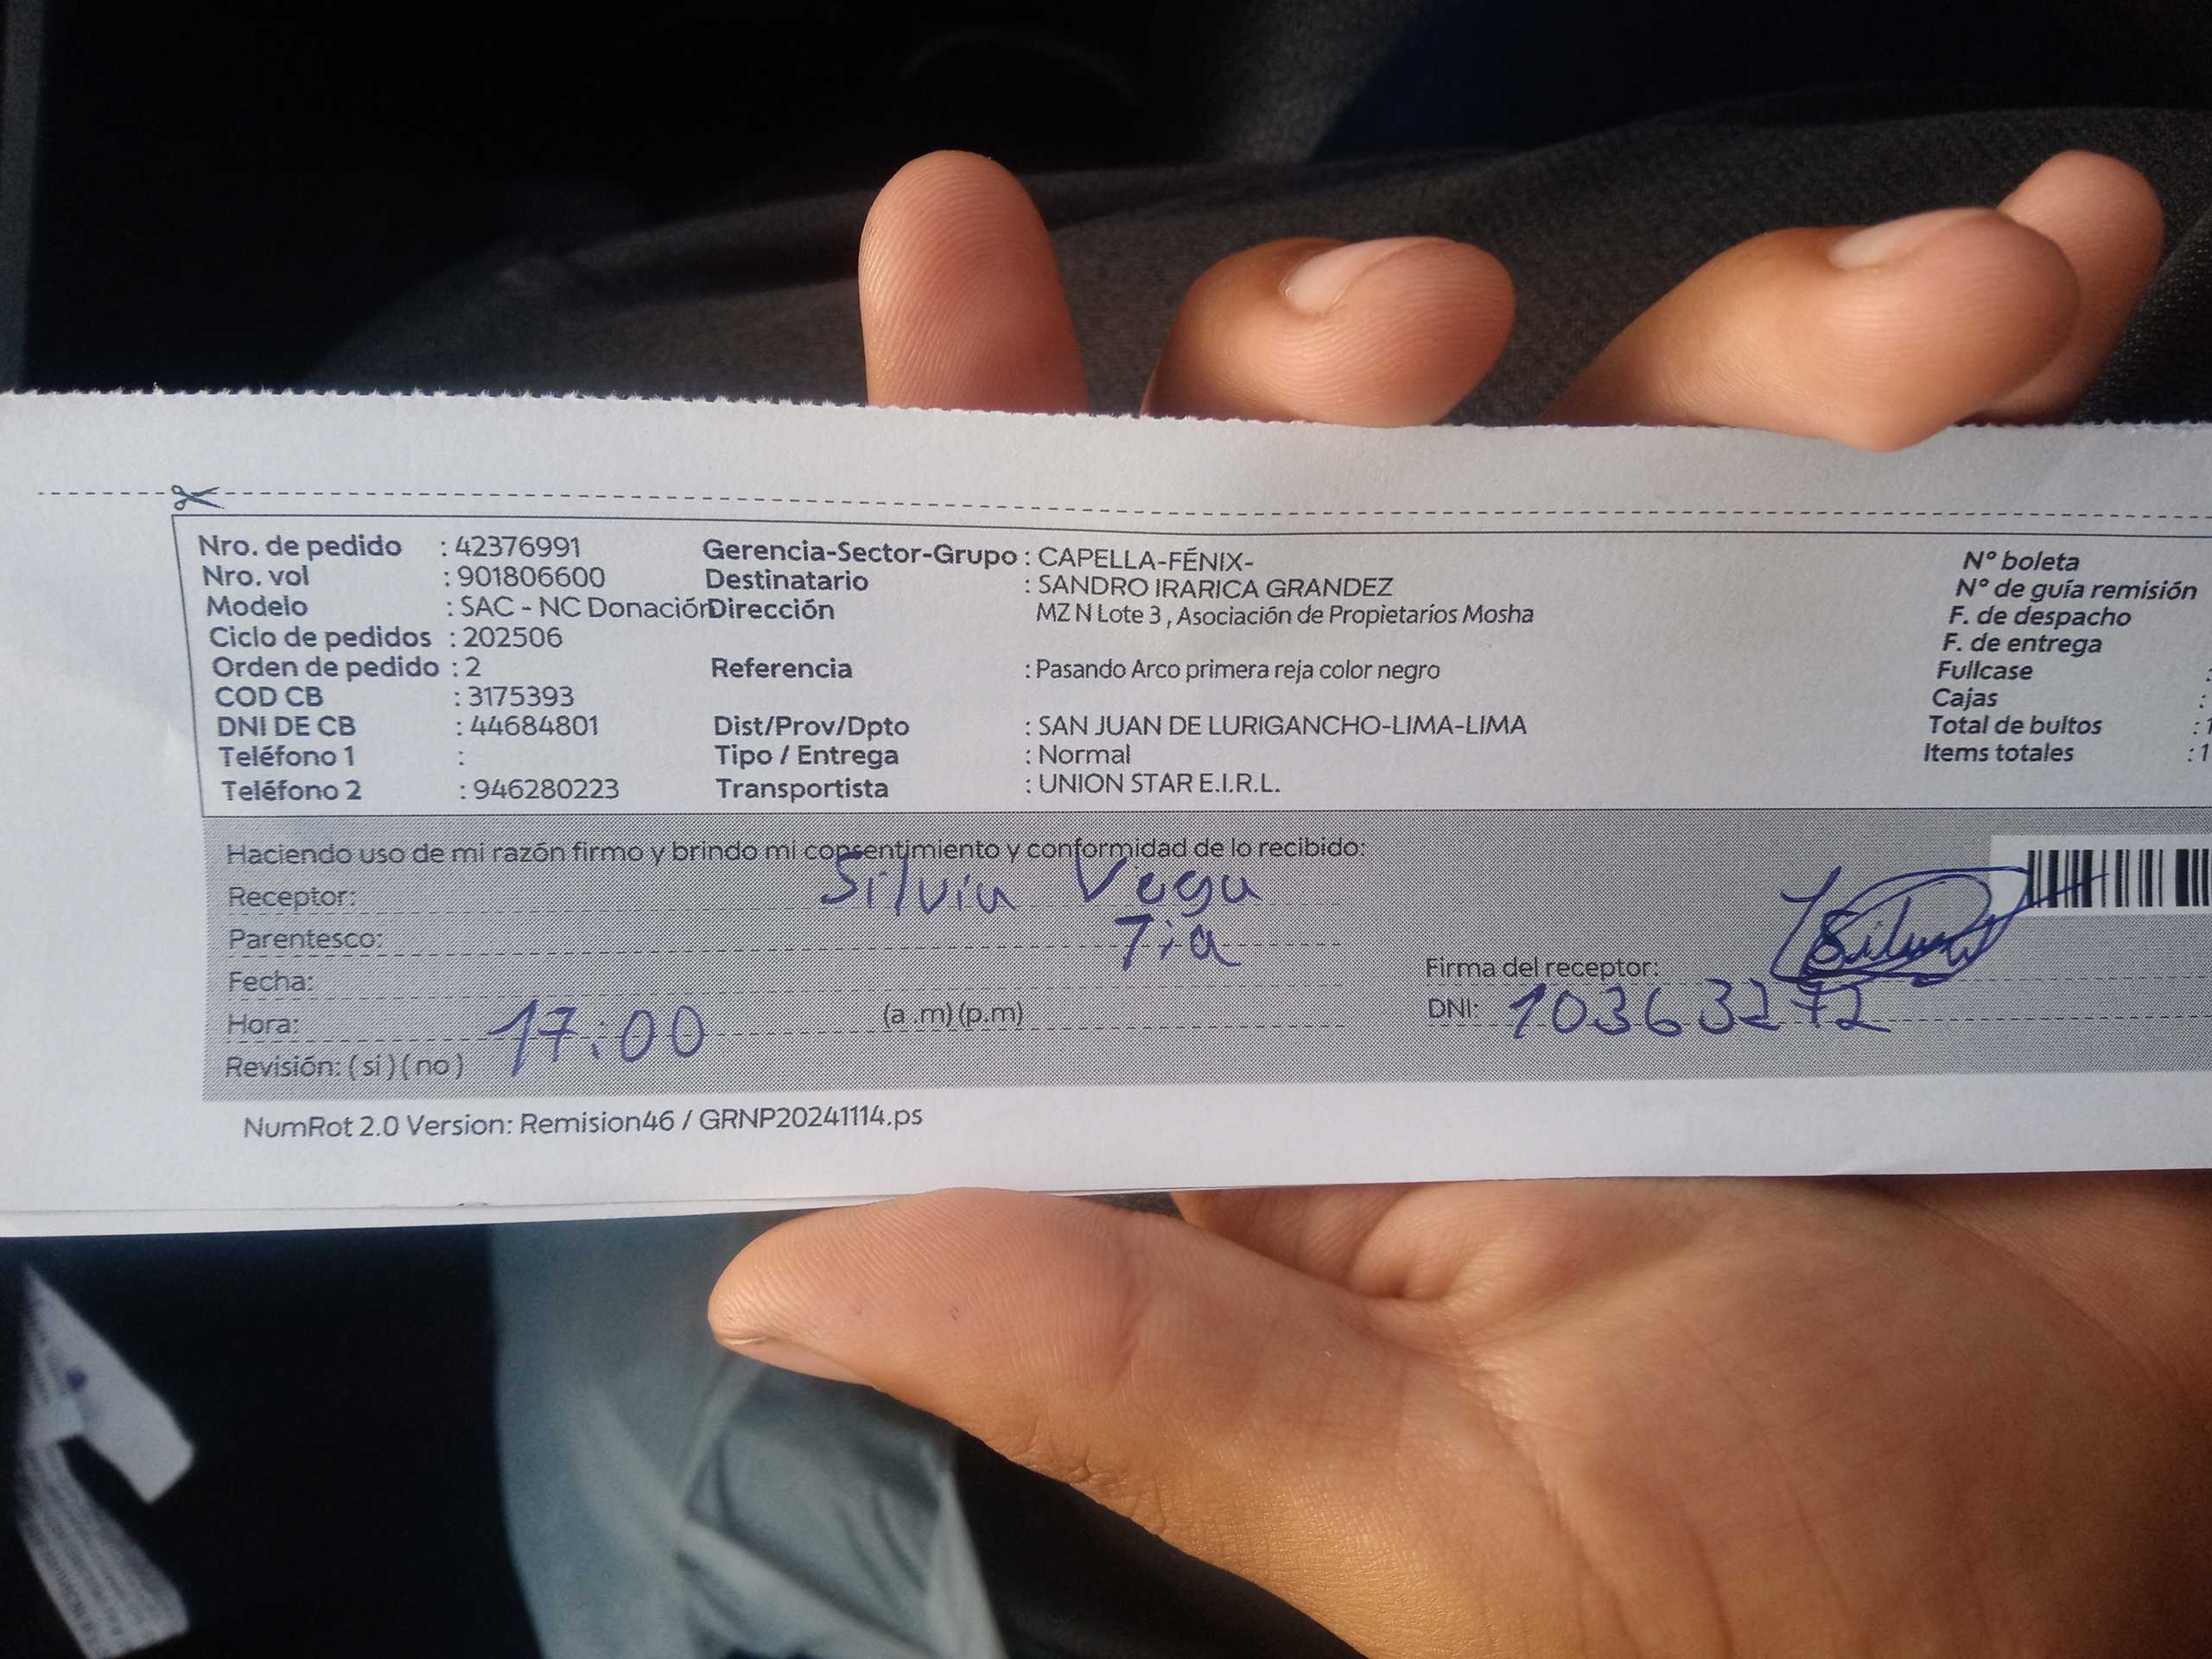 Nro. de pedido : 42376991 Gerencia-Sector-Grupo : CAPELLA-FÉNIX- N° boleta
Nro. vol : 901806600 Destinatario : SANDRO IRARICA GRANDEZ N° de guía remisión
Modelo : SAC - NC Donación Dirección MZ N Lote 3 , Asociación de Propietarios Mosha F. de despacho
Ciclo de pedidos : 202506 F. de entrega
Orden de pedido : 2 Referencia : Pasando Arco primera reja color negro Fullcase :
COD CB : 3175393 Cajas :
DNI DE CB : 44684801 Dist/Prov/Dpto : SAN JUAN DE LURIGANCHO-LIMA-LIMA Total de bultos : 1
Teléfono 1 : Tipo / Entrega : Normal Items totales : 1
Teléfono 2 : 946280223 Transportista : UNION STAR E.I.R.L.
Haciendo uso de mi razón firmo y brindo mi consentimiento y conformidad de lo recibido:
Receptor: Silvia Vega
Parentesco: Tia
Fecha: Firma del receptor:
Hora: 17:00 (a .m) (p.m) DNI: 10363272
Revisión: ( si ) ( no )
NumRot 2.0 Version: Remision46 / GRNP20241114.ps